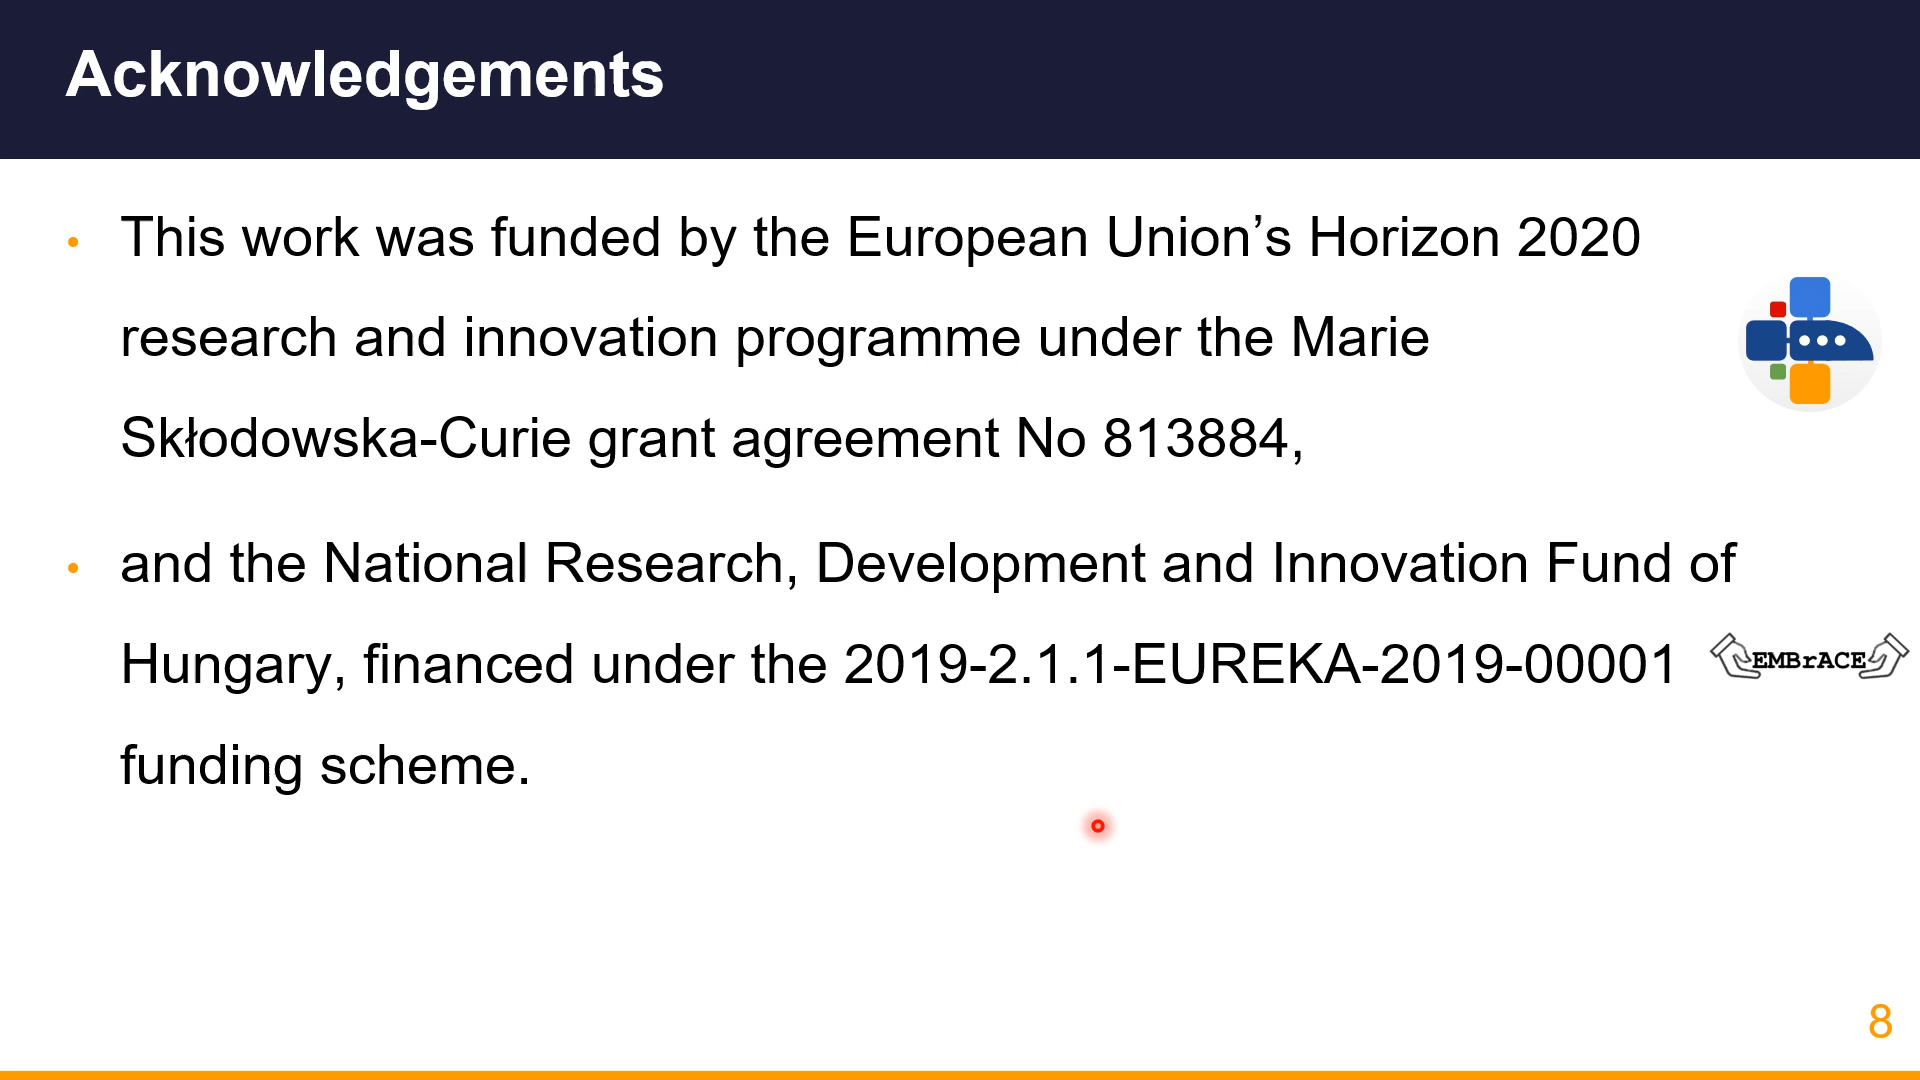 Acknowledgements
• This work was funded by the European Union’s Horizon 2020
research and innovation programme under the Marie
Skłodowska-Curie grant agreement No 813884,
• and the National Research, Development and Innovation Fund of
Hungary, financed under the 2019-2.1.1-EUREKA-2019-00001
EMBrACE
funding scheme.
8